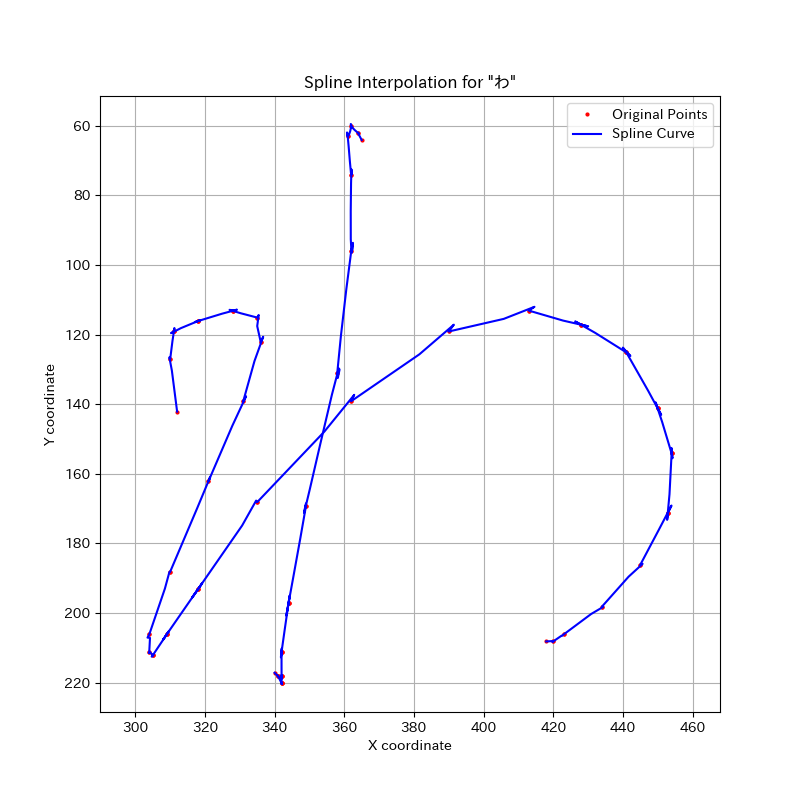 Spline Interpolation for "わ"
Original Points
Spline Curve
Y coordinate
60
80
100
120
140
160
180
200
220
300 320 340 360 380 400 420 440 460
X coordinate
わ